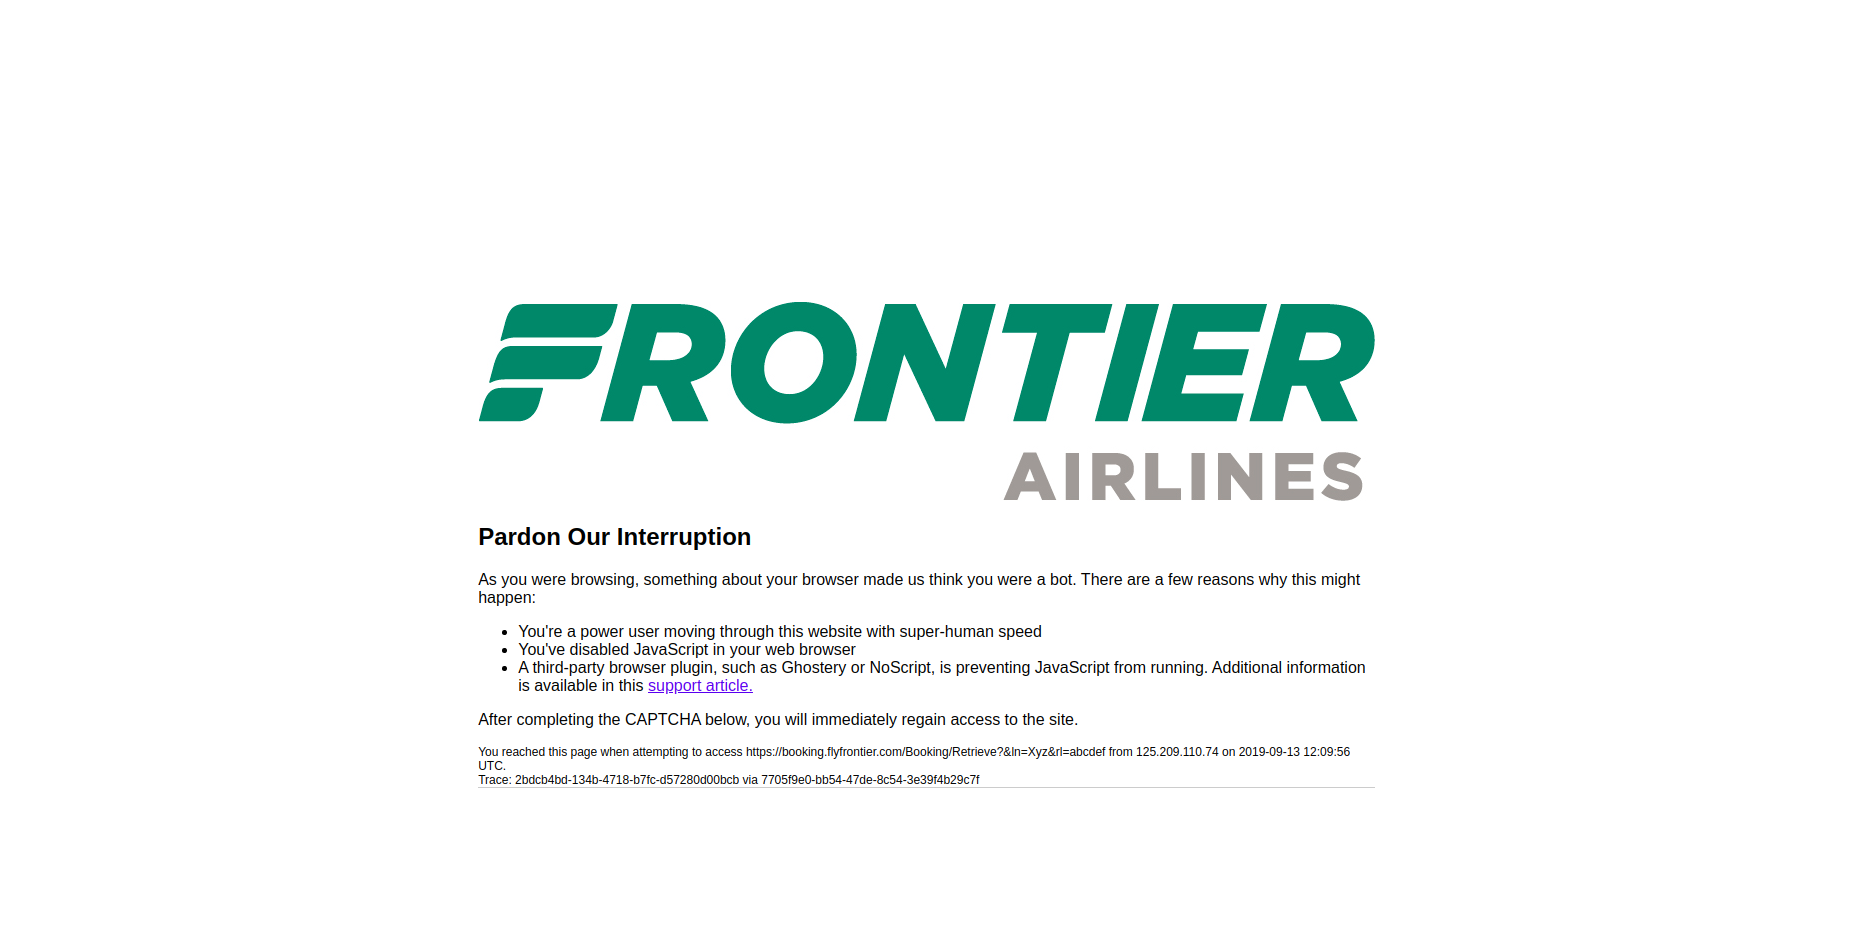 FRONTIER
AIRLINES
Pardon Our Interruption
As you were browsing, something about your browser made us think you were a bot. There are a few reasons why this might
happen:
You're a power user moving through this website with super-human speed
You've disabled JavaScript in your web browser
A third-party browser plugin, such as Ghostery or NoScript, is preventing JavaScript from running. Additional information
is available in this support article.
After completing the CAPTCHA below, you will immediately regain access to the site.
You reached this page when attempting to access https://booking.flyfrontier.com/Booking/Retrieve?&ln=Xyz&rl=abcdef from 125.209.110.74 on 2019-09-13 12:09:56
UTC.
Trace: 2bdcb4bd-134b-4718-b7fc-d57280d00bcb via 7705f9e0-bb54-47de-8c54-3e39f4b29c7f